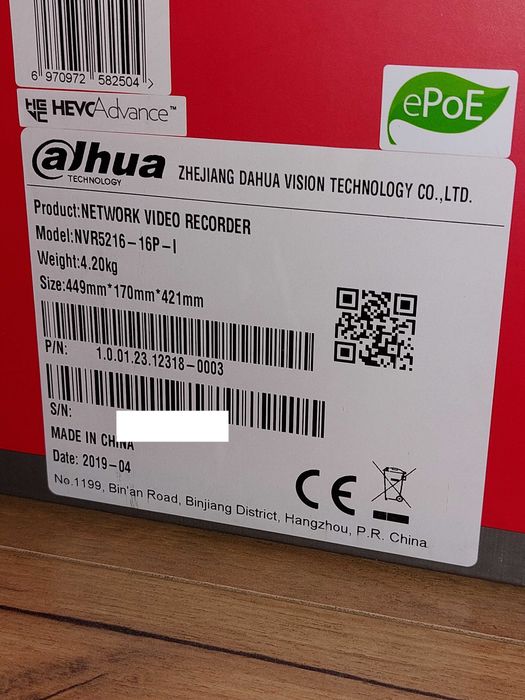 6 970972 582504 >
HEVCAdvance™
ePoE
alhua
TECHNOLOGY
ZHEJIANG DAHUA VISION TECHNOLOGY CO.,LTD.
Product:NETWORK VIDEO RECORDER
Model:NVR5216-16P-I
Weight:4.20kg
Size:449mm*170mm*421mm
P/N: 1.0.01.23.12318-0003
S/N:
MADE IN CHINA
Date: 2019-04
CE
No.1199, Bin'an Road, Binjiang District, Hangzhou, P.R. China